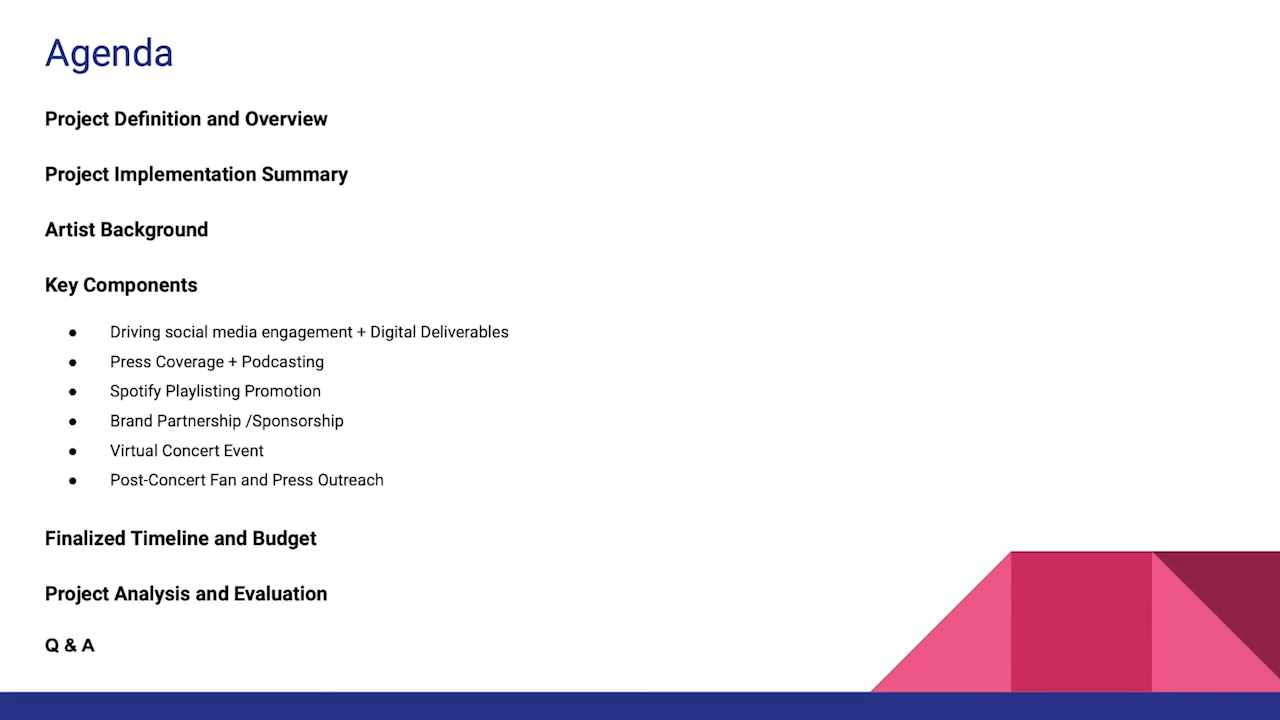 Agenda
Project Definition and Overview
Project Implementation Summary
Artist Background
Key Components
● Driving social media engagement + Digital Deliverables
● Press Coverage + Podcasting
● Spotify Playlisting Promotion
● Brand Partnership /Sponsorship
● Virtual Concert Event
● Post-Concert Fan and Press Outreach
Finalized Timeline and Budget
Project Analysis and Evaluation
Q & A